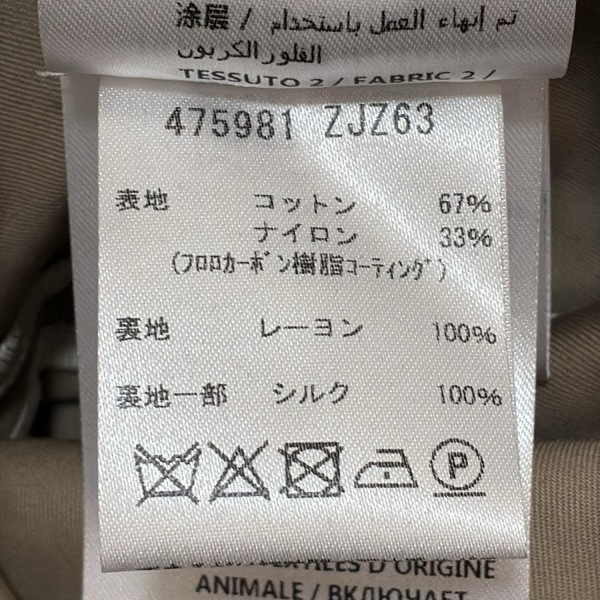 涂层 / تم إنهاء العمل باستخدام
الفلور الكربون
TESSUTO 2 / FABRIC 2 /
475981 ZJZ63
表地 コットン 67%
ナイロン 33%
(フロロカーボン樹脂コーティング)
裏地 レーヨン 100%
裏地一部 シルク 100%
P
D'ORIGINE
ANIMALE / ВКЛЮЧАЕТ